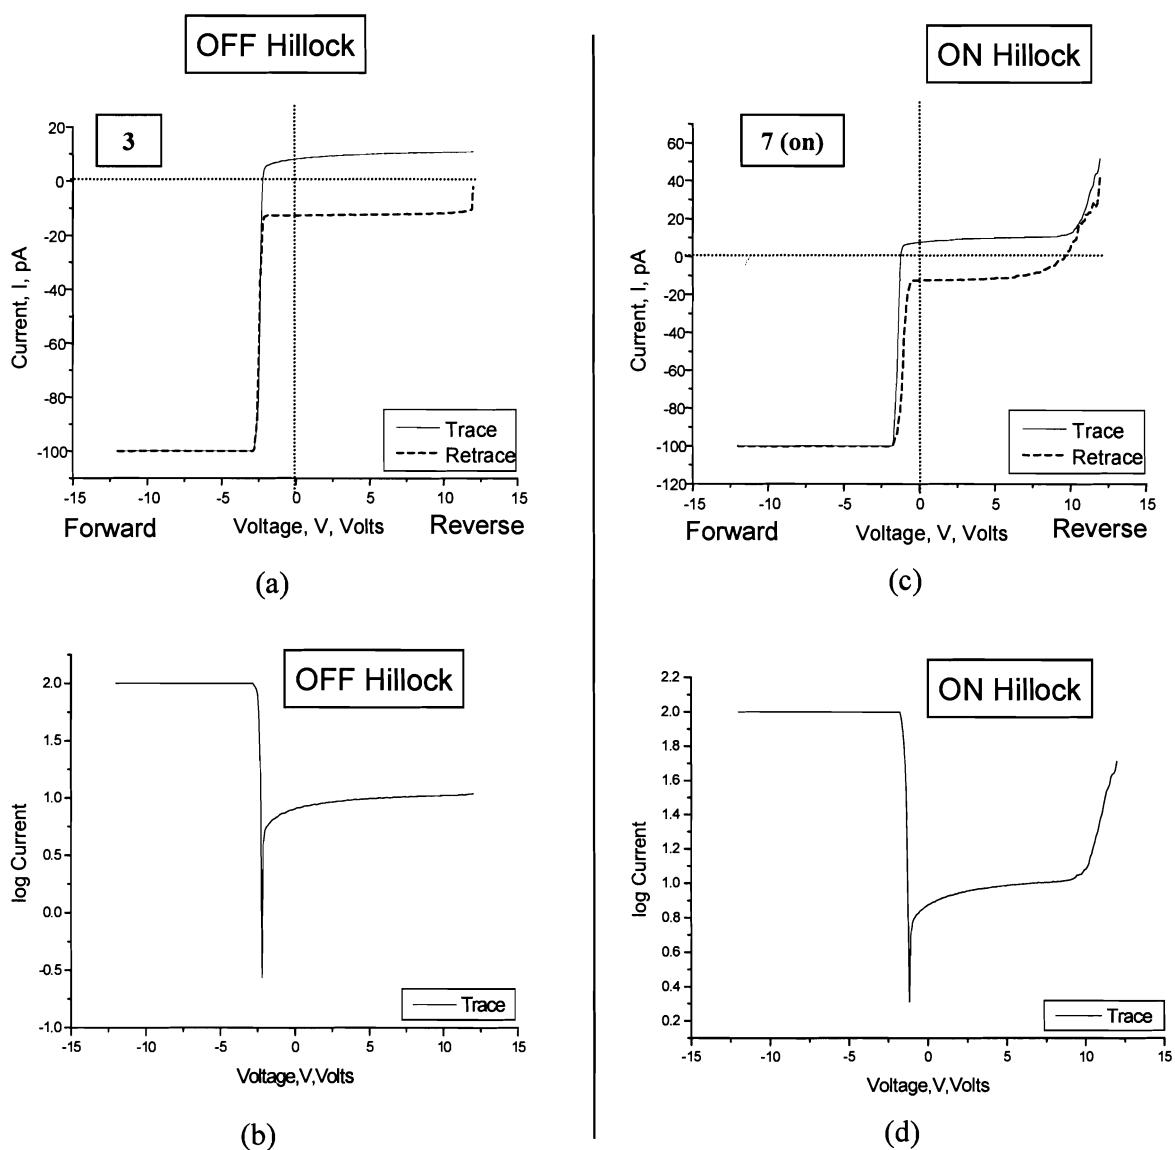 OFF Hillock
3
20
0
-20
-40
-60
-80
-100
Current, I, pA
Trace
Retrace
-15
-10
-5
0
5
10
15
Forward
Voltage, V, Volts
Reverse
(a)
ON Hillock
7 (on)
60
40
20
0
-20
-40
-60
-80
-100
-120
Current, I, pA
Trace
Retrace
-15
-10
-5
0
5
10
15
Forward
Voltage, V, Volts
Reverse
(c)
OFF Hillock
2.0
1.5
1.0
0.5
0.0
-0.5
-1.0
log Current
Trace
-15
-10
-5
0
5
10
15
Voltage,V,Volts
(b)
ON Hillock
2.2
2.0
1.8
1.6
1.4
1.2
1.0
0.8
0.6
0.4
0.2
log Current
Trace
-15
-10
-5
0
5
10
15
Voltage,V,Volts
(d)